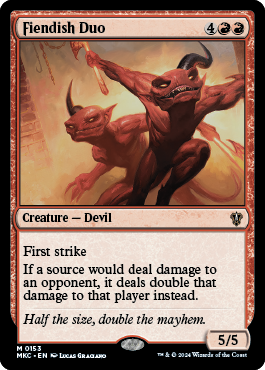 Fiendish Duo 4
Creature — Devil
First strike
If a source would deal damage to
an opponent, it deals double that
damage to that player instead.
Half the size, double the mayhem.
5/5
M 0153
MKC • EN Lucas Graciano ™ & © 2024 Wizards of the Coast